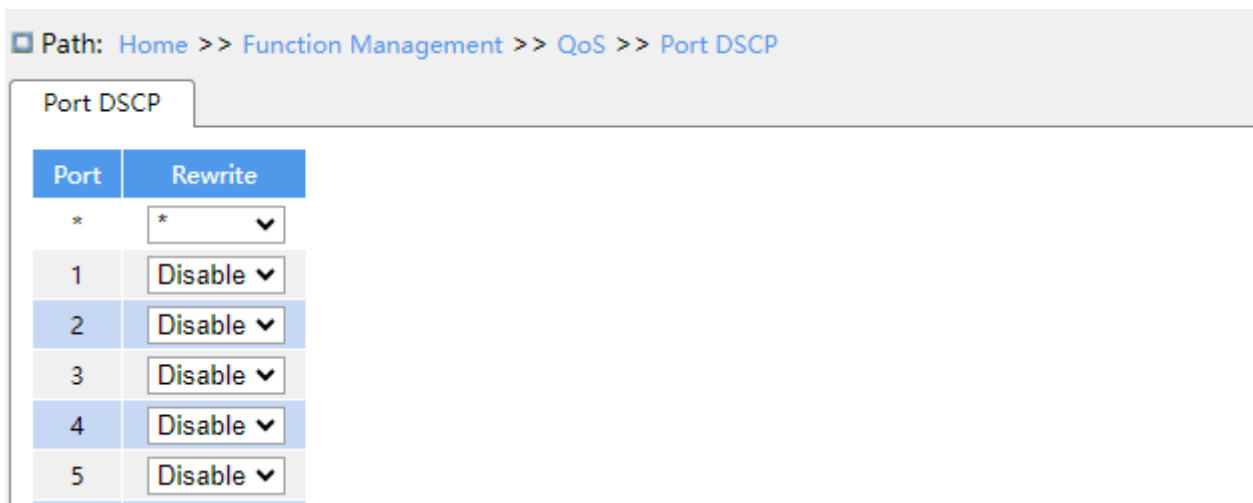 Path: Home >> Function Management >> QoS >> Port DSCP
Port DSCP
Port Rewrite
* *
1 Disable
2 Disable
3 Disable
4 Disable
5 Disable